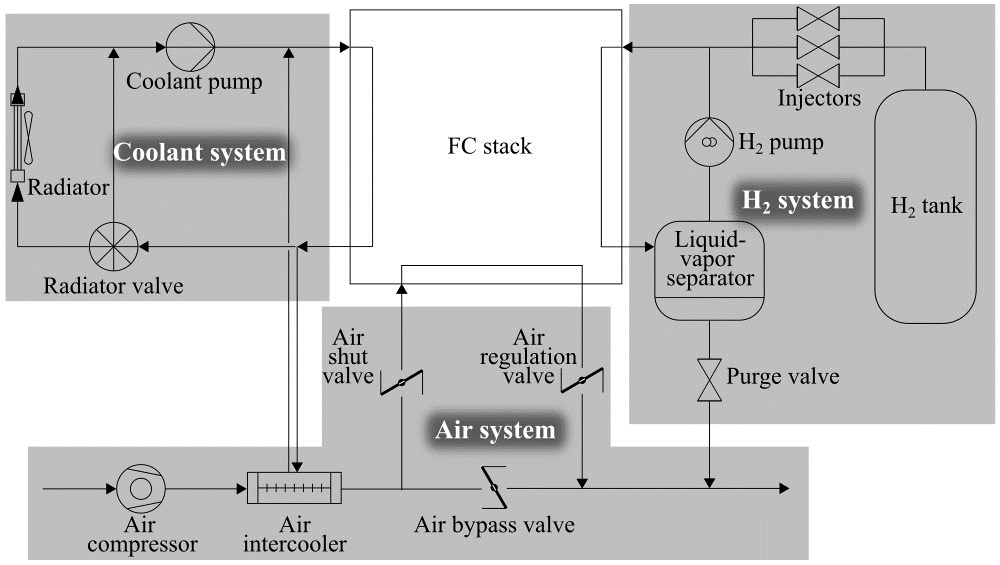 Coolant pump
Injectors
FC stack
H₂ pump
Coolant system
Radiator
H₂ system
H₂ tank
Liquid-
vapor
separator
Radiator valve
Air
shut
valve
Air
regulation
valve
Purge valve
Air system
Air
compressor
Air
intercooler
Air bypass valve